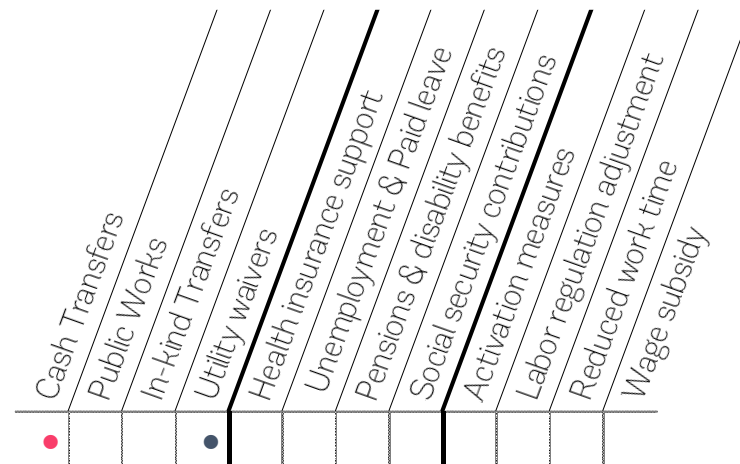 Cash Transfers
Public Works
In-kind Transfers
Utility waivers
Health insurance support
Unemployment & Paid leave
Pensions & disability benefits
Social security contributions
Activation measures
Labor regulation adjustment
Reduced work time
Wage subsidy